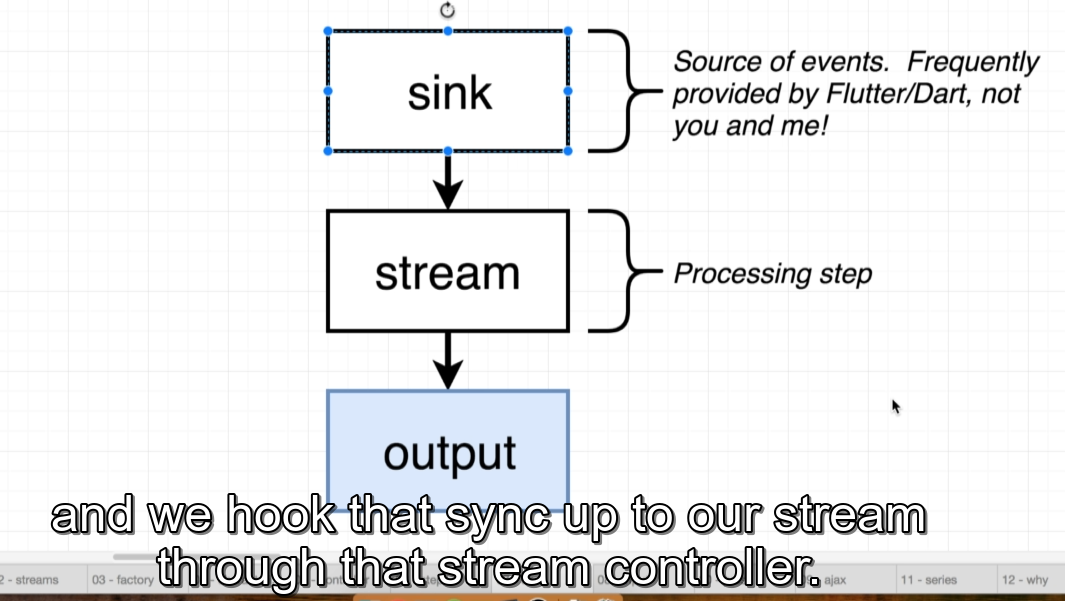 sink
Source of events. Frequently
provided by Flutter/Dart, not
you and me!
stream
Processing step
output
and we hook that sync up to our stream
through that stream controller.
2 - streams
03 - factory
ajax
11 - series
12 - why